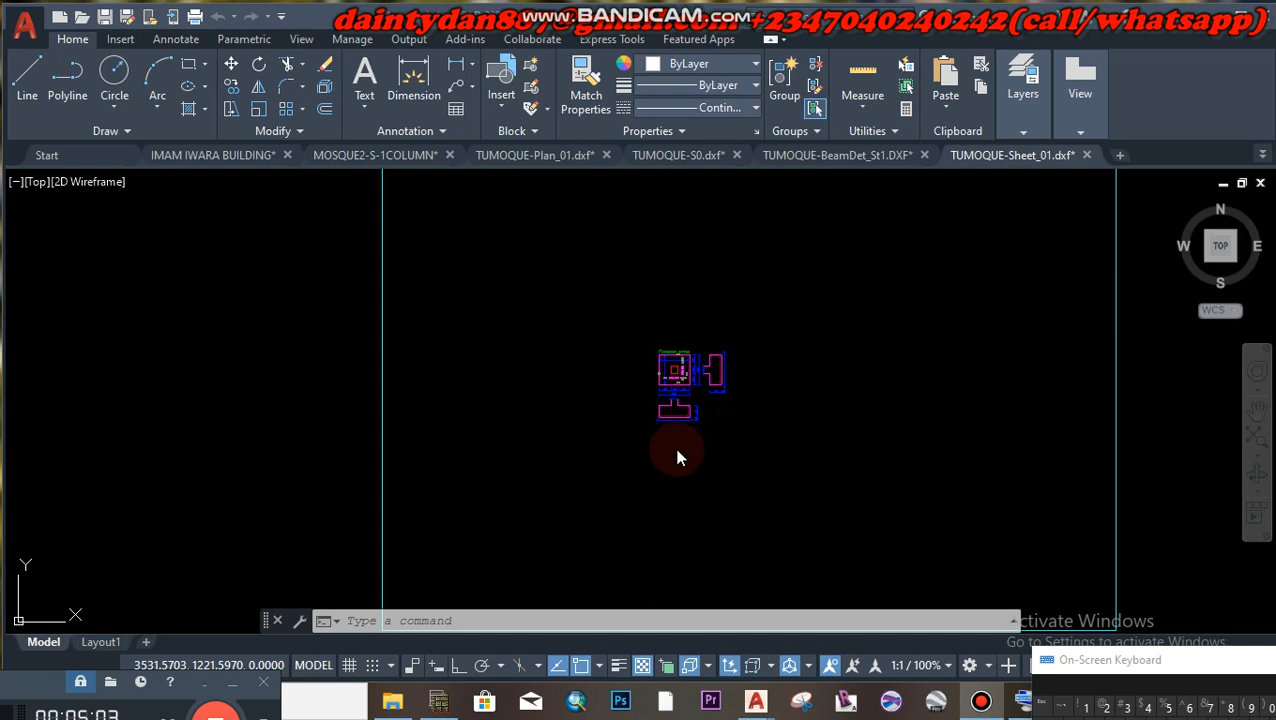 www.BANDICAM.com
Home Insert Annotate Parametric View Manage Output Add-ins Collaborate Express Tools Featured Apps
ByLayer
ByLayer
Contin...
Line Polyline Circle Arc Text Dimension Insert Match Properties Group Measure Paste Layers View
Draw Modify Annotation Block Properties Groups Utilities Clipboard
Start IMAM IWARA BUILDING* MOSQUE2-S-1COLUMN* TUMOQUE-Plan_01.dxf* TUMOQUE-S0.dxf* TUMOQUE-BeamDet_St1.DXF* TUMOQUE-Sheet_01.dxf*
[−][Top][2D Wireframe]
N
W TOP E
S
WCS
Y
X
Type a command
Activate Windows
Go to Settings to activate Windows.
Model Layout1
3531.5703, 1221.5970, 0.0000 MODEL 1:1 / 100%
On-Screen Keyboard
00:05:03